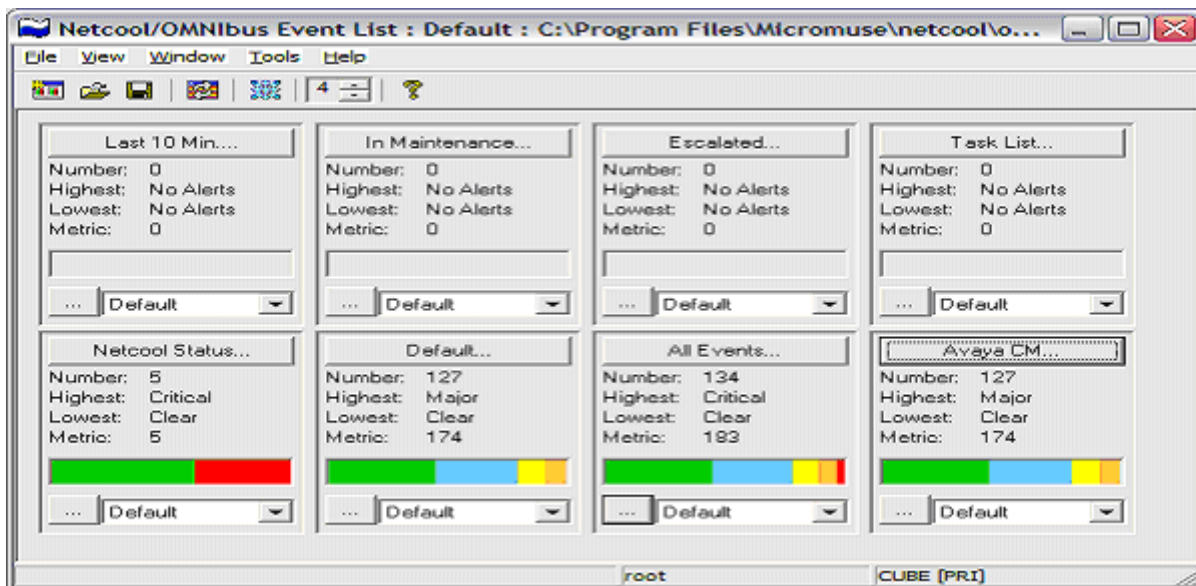 Netcool/OMNIbus Event List : Default : C:\Program Files\Micromuse\netcool\o...
File View Window Tools Help
4
Last 10 Min....
Number: 0
Highest: No Alerts
Lowest: No Alerts
Metric: 0
... Default
In Maintenance...
Number: 0
Highest: No Alerts
Lowest: No Alerts
Metric: 0
... Default
Escalated...
Number: 0
Highest: No Alerts
Lowest: No Alerts
Metric: 0
... Default
Task List...
Number: 0
Highest: No Alerts
Lowest: No Alerts
Metric: 0
... Default
Netcool Status...
Number: 5
Highest: Critical
Lowest: Clear
Metric: 5
... Default
Default...
Number: 127
Highest: Major
Lowest: Clear
Metric: 174
... Default
All Events...
Number: 134
Highest: Critical
Lowest: Clear
Metric: 183
... Default
Avaya CM...
Number: 127
Highest: Major
Lowest: Clear
Metric: 174
... Default
root
CUBE [PRI]